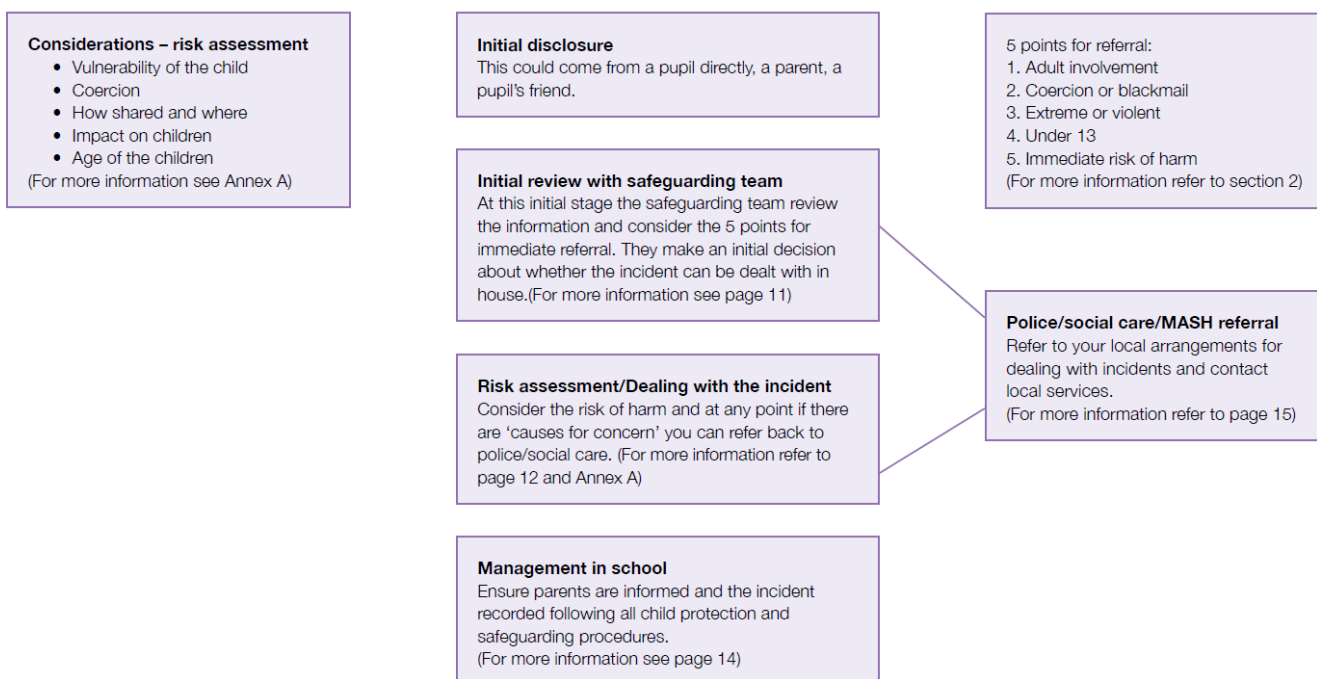 Considerations – risk assessment
• Vulnerability of the child
• Coercion
• How shared and where
• Impact on children
• Age of the children
(For more information see Annex A)
Initial disclosure
This could come from a pupil directly, a parent, a
pupil's friend.
Initial review with safeguarding team
At this initial stage the safeguarding team review
the information and consider the 5 points for
immediate referral. They make an initial decision
about whether the incident can be dealt with in
house.(For more information see page 11)
Risk assessment/Dealing with the incident
Consider the risk of harm and at any point if there
are ‘causes for concern’ you can refer back to
police/social care. (For more information refer to
page 12 and Annex A)
Management in school
Ensure parents are informed and the incident
recorded following all child protection and
safeguarding procedures.
(For more information see page 14)
5 points for referral:
1. Adult involvement
2. Coercion or blackmail
3. Extreme or violent
4. Under 13
5. Immediate risk of harm
(For more information refer to section 2)
Police/social care/MASH referral
Refer to your local arrangements for
dealing with incidents and contact
local services.
(For more information refer to page 15)